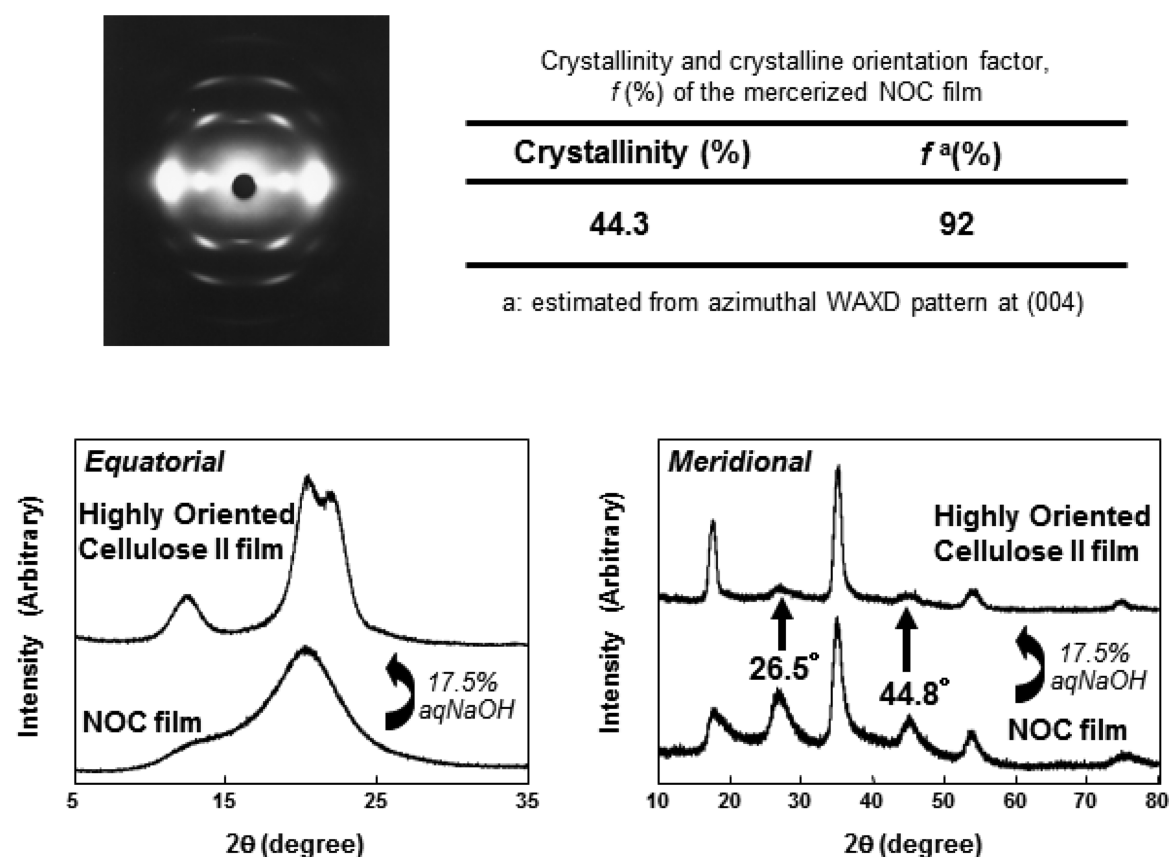 Crystallinity and crystalline orientation factor,
f (%) of the mercerized NOC film
Crystallinity (%) f a(%)
44.3 92
a: estimated from azimuthal WAXD pattern at (004)
Equatorial
Highly Oriented
Cellulose II film
NOC film
17.5%
aqNaOH
Intensity (Arbitrary)
5 15 25 35
2θ (degree)
Meridional
Highly Oriented
Cellulose II film
26.5°
44.8°
17.5%
aqNaOH
NOC film
Intensity (Arbitrary)
10 20 30 40 50 60 70 80
2θ (degree)